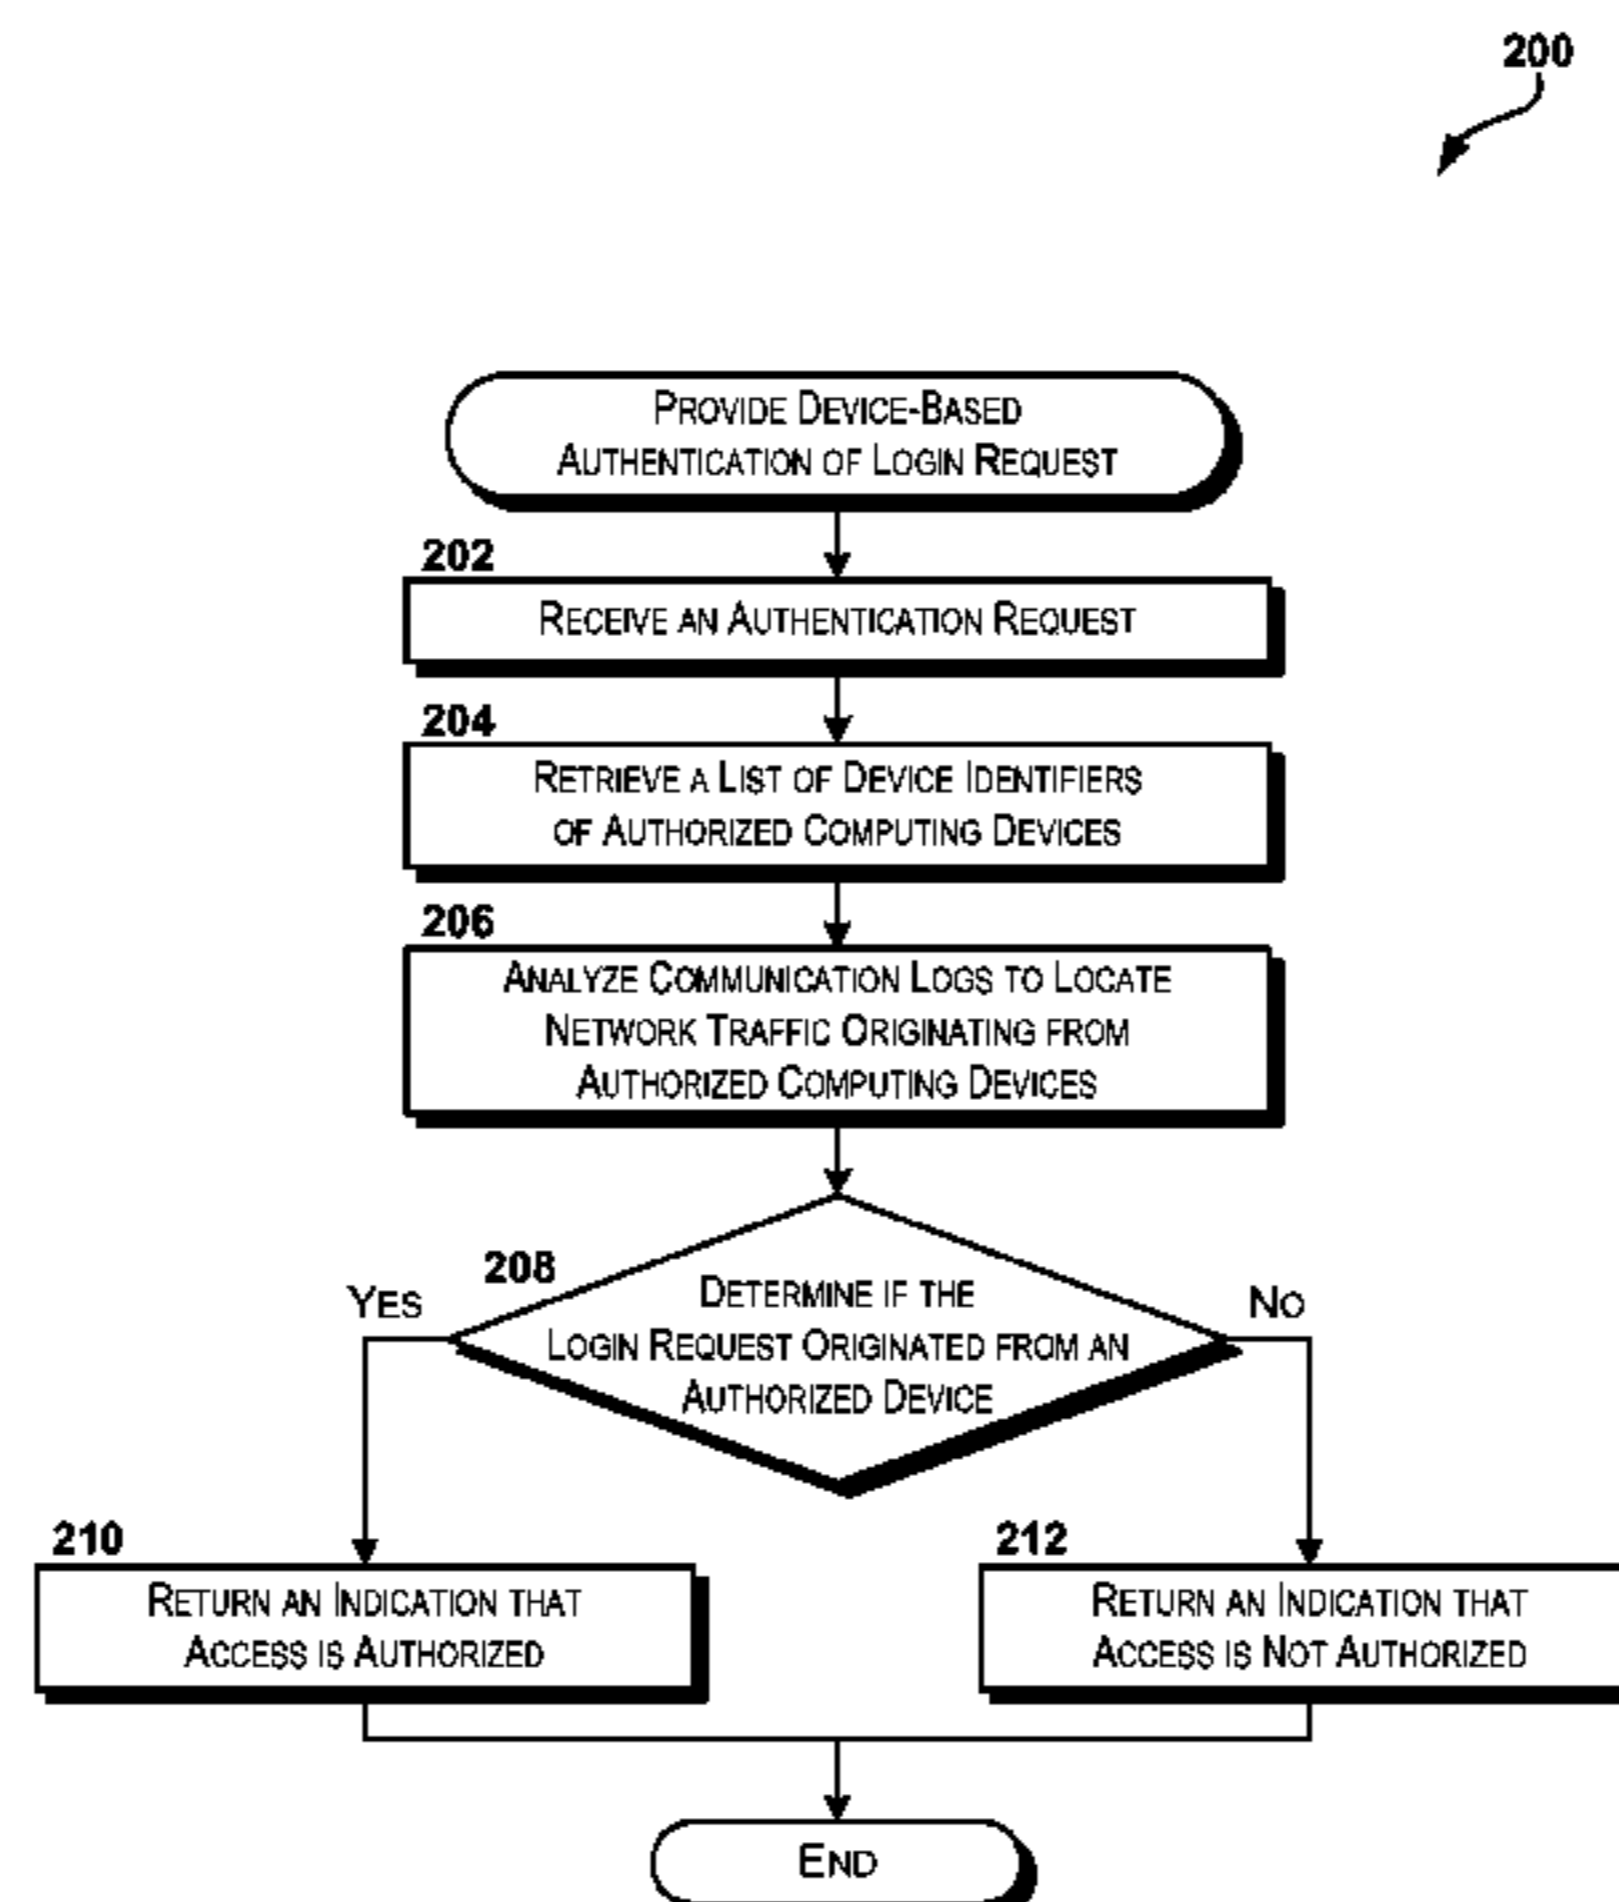 200
PROVIDE DEVICE-BASED
AUTHENTICATION OF LOGIN REQUEST
202
RECEIVE AN AUTHENTICATION REQUEST
204
RETRIEVE A LIST OF DEVICE IDENTIFIERS
OF AUTHORIZED COMPUTING DEVICES
206
ANALYZE COMMUNICATION LOGS TO LOCATE
NETWORK TRAFFIC ORIGINATING FROM
AUTHORIZED COMPUTING DEVICES
208
YES
DETERMINE IF THE
LOGIN REQUEST ORIGINATED FROM AN
AUTHORIZED DEVICE
NO
210
RETURN AN INDICATION THAT
ACCESS IS AUTHORIZED
212
RETURN AN INDICATION THAT
ACCESS IS NOT AUTHORIZED
END